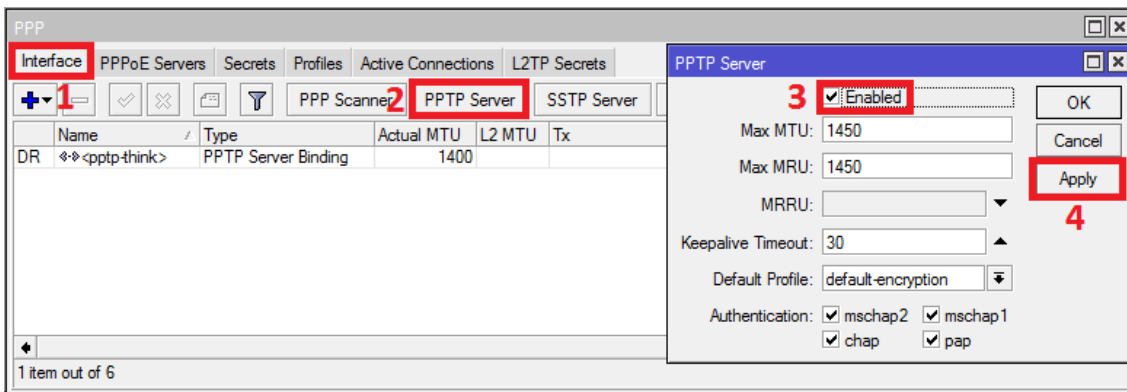 PPP
Interface PPPoE Servers Secrets Profiles Active Connections L2TP Secrets
1 PPP Scanner 2 PPTP Server SSTP Server
Name Type Actual MTU L2 MTU Tx
DR <pptp-think> PPTP Server Binding 1400
1 item out of 6
PPTP Server
3 Enabled
OK
Max MTU: 1450
Cancel
Max MRU: 1450
Apply
4
MRRU:
Keepalive Timeout: 30
Default Profile: default-encryption
Authentication: mschap2 mschap1
chap pap